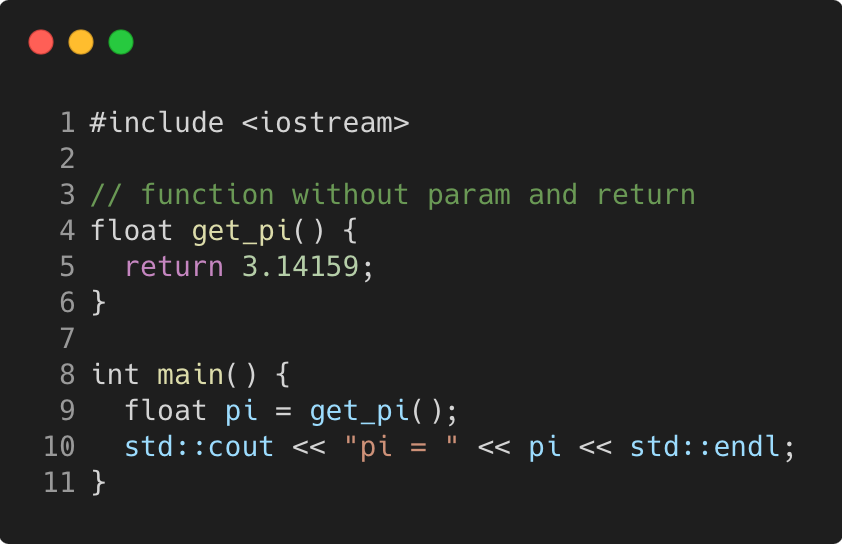 1 #include <iostream>
2
3 // function without param and return
4 float get_pi() {
5   return 3.14159;
6 }
7
8 int main() {
9   float pi = get_pi();
10   std::cout << "pi = " << pi << std::endl;
11 }